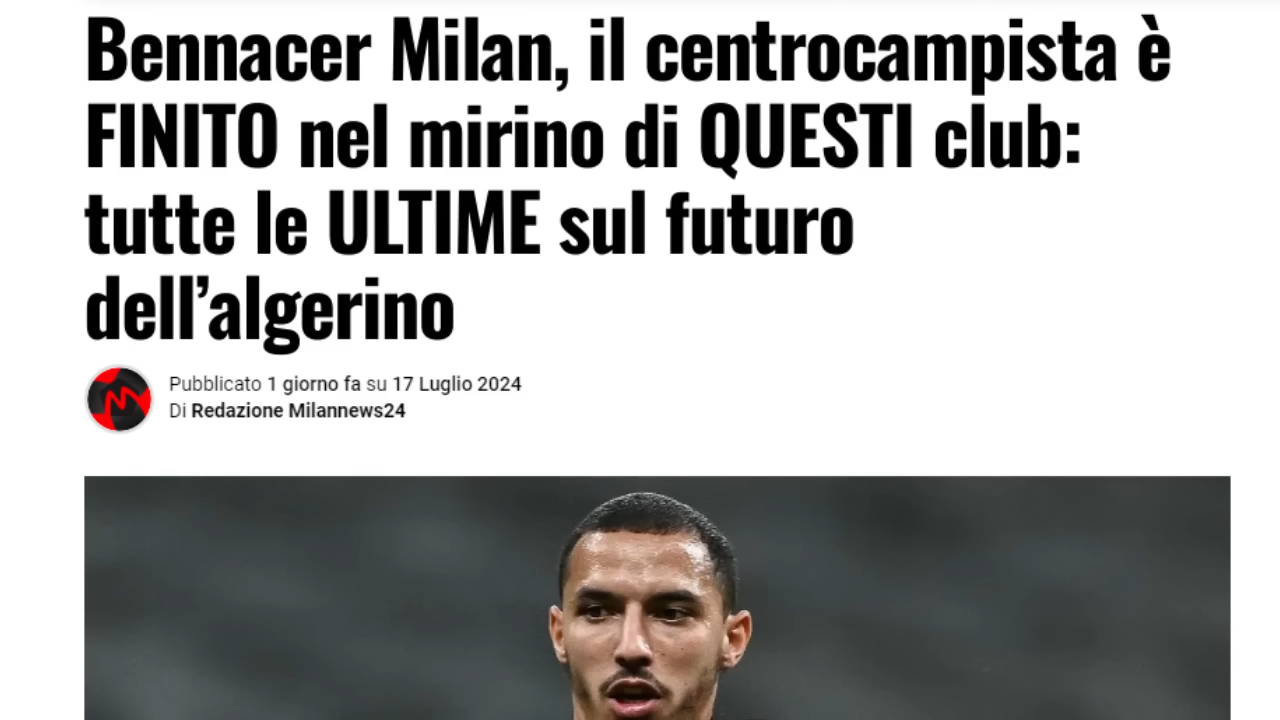 Bennacer Milan, il centrocampista è
FINITO nel mirino di QUESTI club:
tutte le ULTIME sul futuro
dell’algerino
Pubblicato 1 giorno fa su 17 Luglio 2024
Di Redazione Milannews24